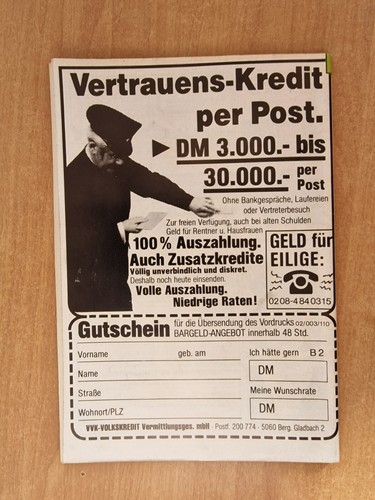 Vertrauens-Kredit
per Post.
DM 3.000.- bis
30.000.- per Post
Ohne Bankgespräche, Laufereien
oder Vertreterbesuch
Zur freien Verfügung, auch bei alten Schulden
Geld für Rentner u. Hausfrauen
100% Auszahlung.
Auch Zusatzkredite
Völlig unverbindlich und diskret.
Deshalb noch heute einsenden.
Volle Auszahlung.
Niedrige Raten!
GELD für
EILIGE:
0208-4840315
Gutschein für die Übersendung des Vordrucks 02/003/110
BARGELD-ANGEBOT innerhalb 48 Std.
Vorname geb. am Ich hätte gern B 2
Name DM
Straße Meine Wunschrate
Wohnort/PLZ DM
VVK-VOLKSKREDIT Vermittlungsges. mbH · Postf. 200 774 · 5060 Berg. Gladbach 2